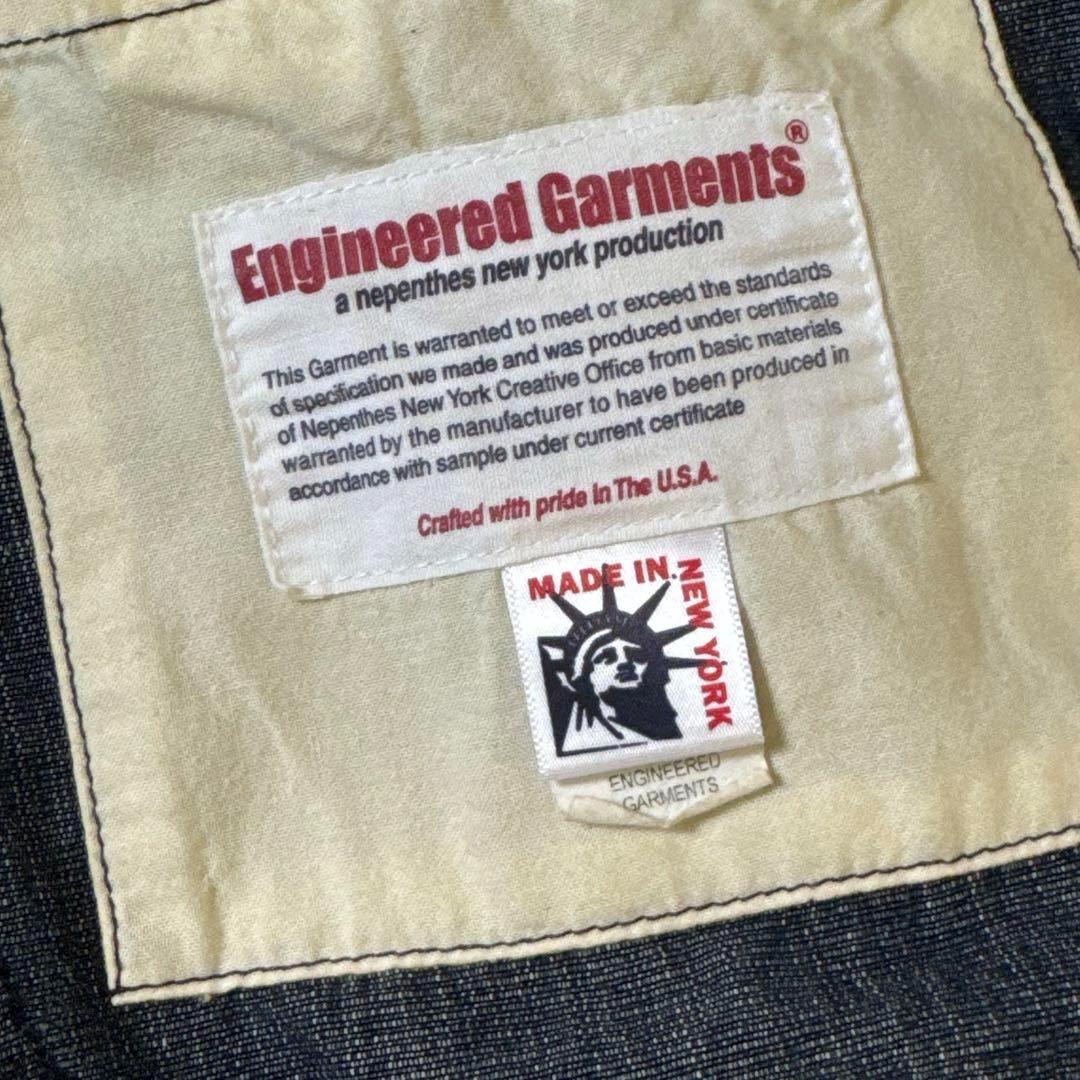 Engineered Garments®
a nepenthes new york production
This Garment is warranted to meet or exceed the standards
of specification we made and was produced under certificate
of Nepenthes New York Creative Office from basic materials
warranted by the manufacturer to have been produced in
accordance with sample under current certificate
Crafted with pride in The U.S.A.
MADE IN
NEW YORK
ENGINEERED
GARMENTS